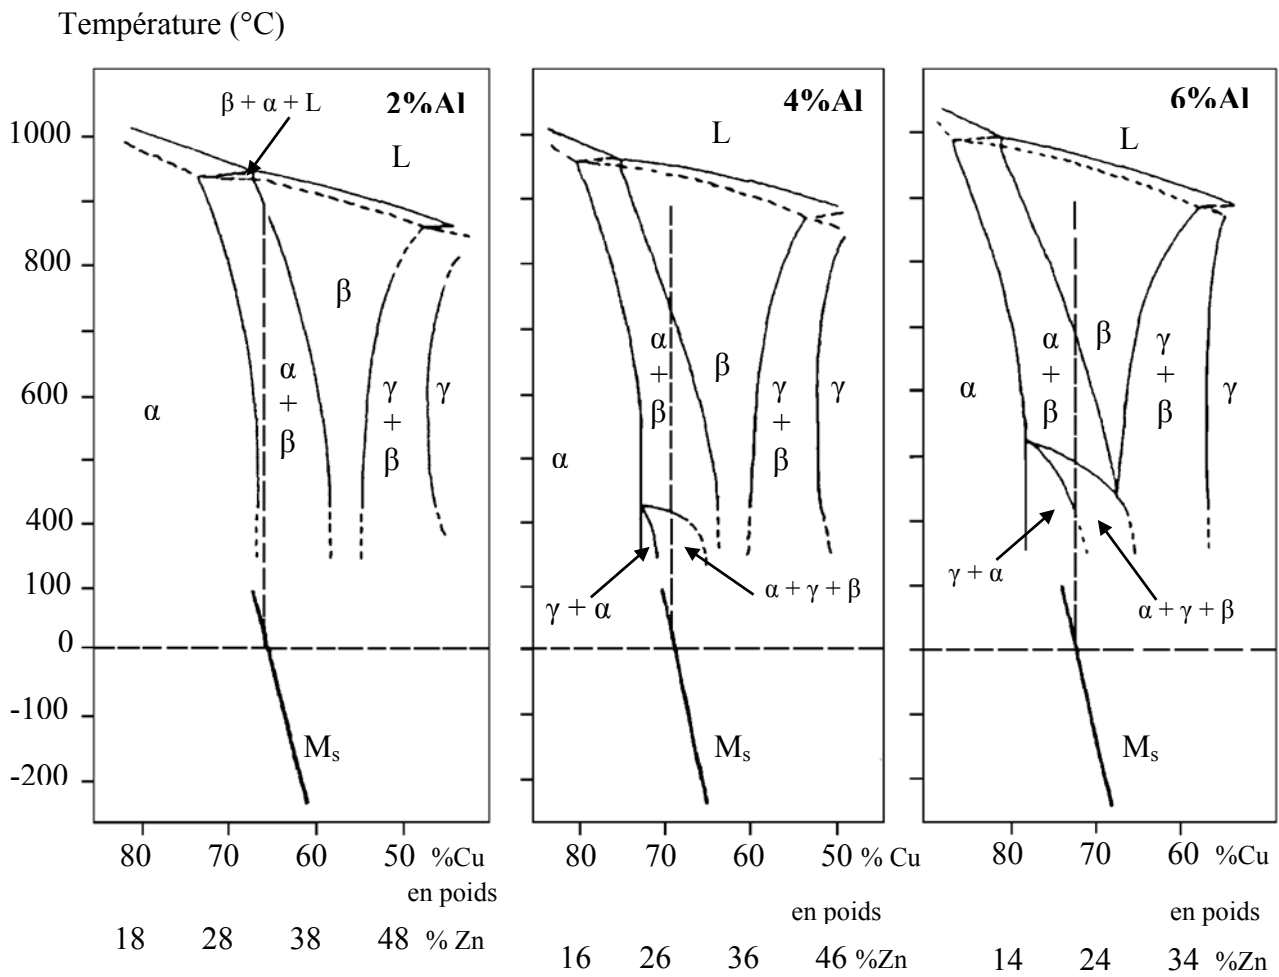 Température (°C)
1000
800
600
400
100
0
-100
-200
β + α + L
2%Al
L
β
α
α
+
β
γ
+
β
γ
Ms
80 70 60 50 %Cu
en poids
18 28 38 48 % Zn
4%Al
L
α
+
β
β
γ
+
β
γ
α
γ + α
α + γ + β
Ms
80 70 60 50 % Cu
en poids
16 26 36 46 %Zn
6%Al
L
α
α
+
β
β
γ
+
β
γ
γ + α
α + γ + β
Ms
80 70 60 %Cu
en poids
14 24 34 %Zn